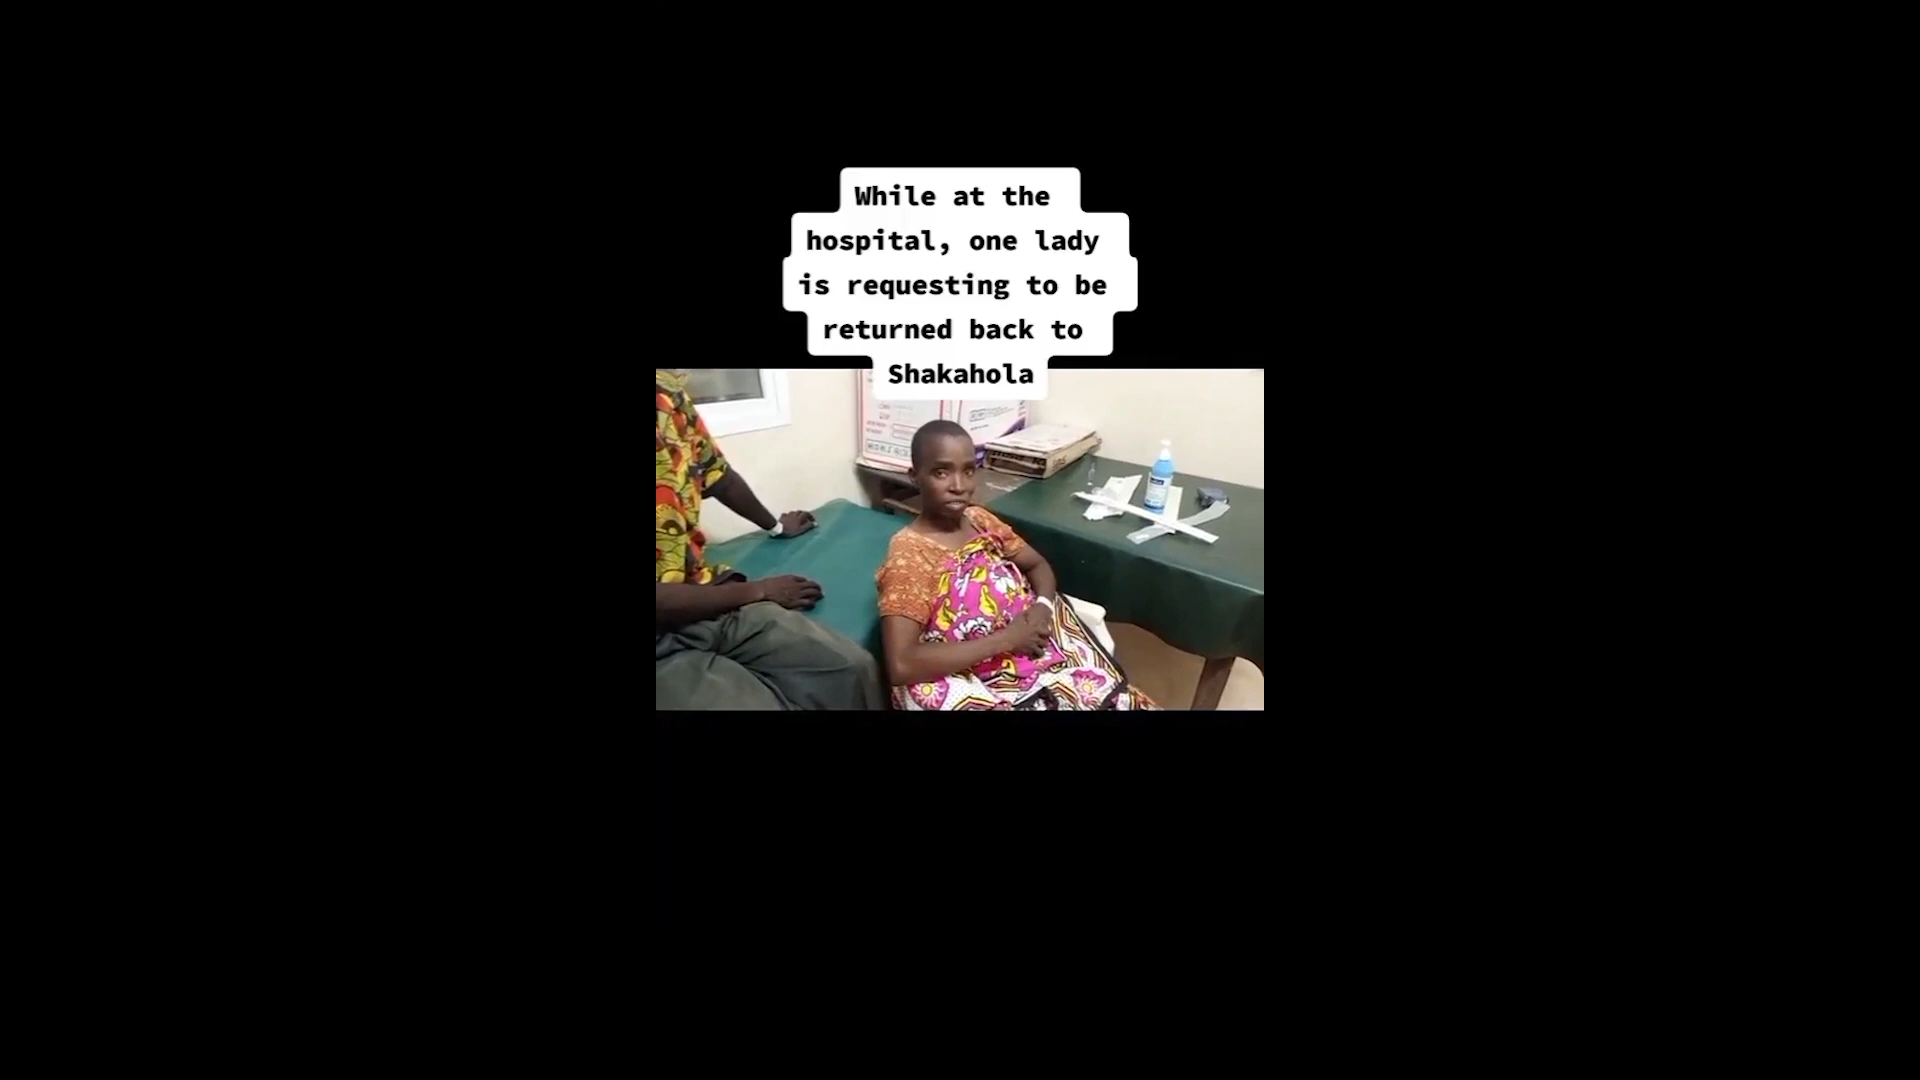 While at the
hospital, one lady
is requesting to be
returned back to
Shakahola